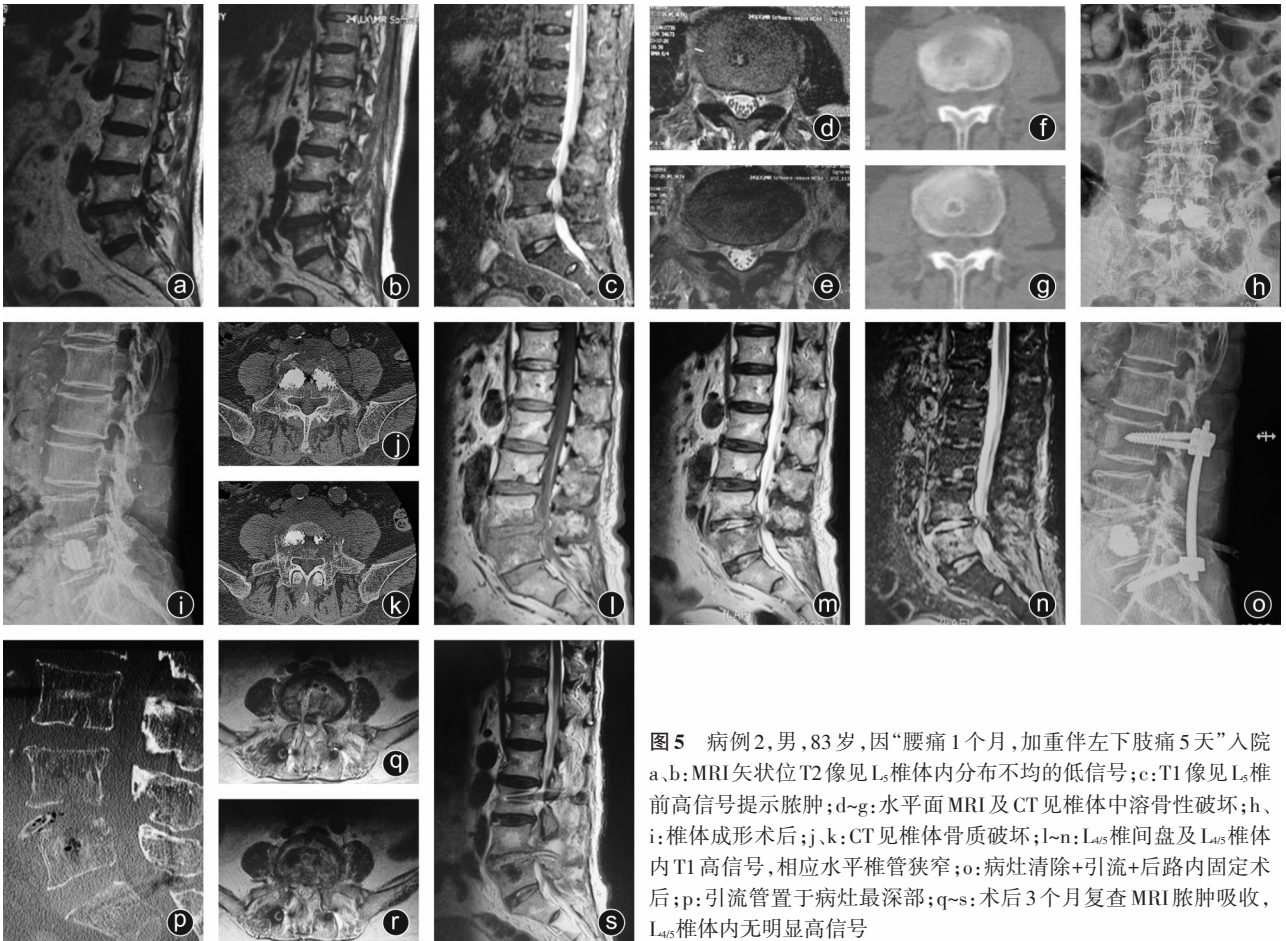 24\LX\MR Softwar
a
b
c
d
e
f
g
h
i
j
k
l
m
n
o
p
q
r
s
图5 病例2,男,83岁,因“腰痛1个月,加重伴左下肢痛5天”入院
a、b:MRI矢状位T2像见L₅椎体内分布不均的低信号;c:T1像见L₅椎
前高信号提示脓肿;d~g:水平面MRI及CT见椎体中溶骨性破坏;h、
i:椎体成形术后;j、k:CT见椎体骨质破坏;l~n:L₄/₅椎间盘及L₄/₅椎体
内T1高信号,相应水平椎管狭窄;o:病灶清除+引流+后路内固定术
后;p:引流管置于病灶最深部;q~s:术后3个月复查MRI脓肿吸收,
L₄/₅椎体内无明显高信号